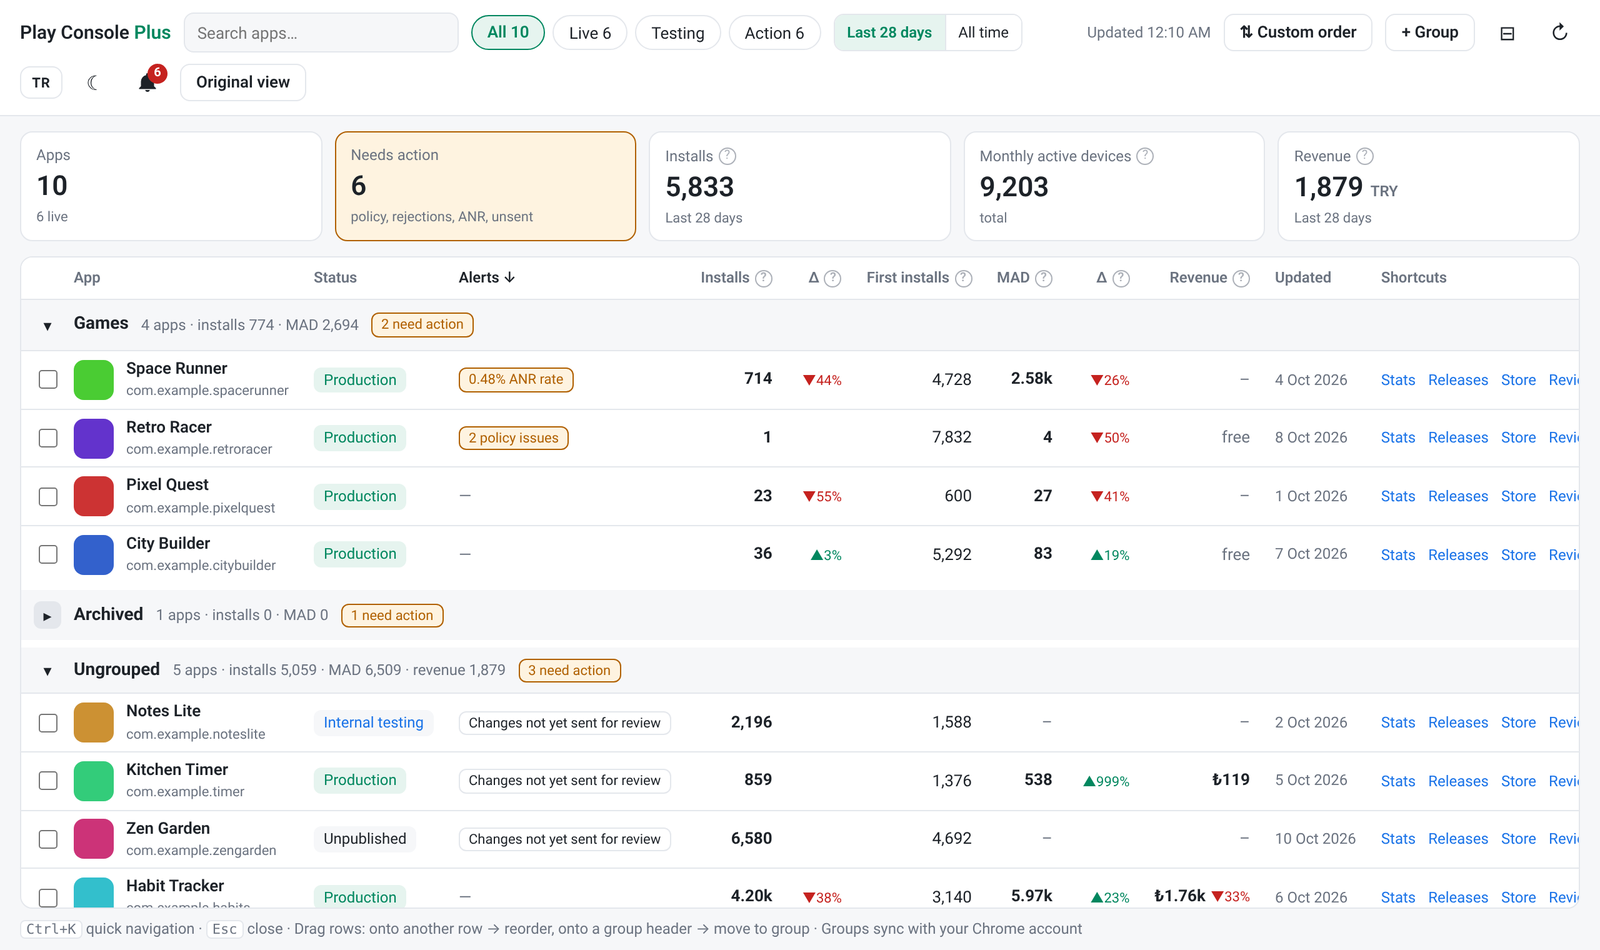 Play Console Plus Search apps... All 10 Live 6 Testing Action 6 Last 28 days All time Updated 12:10 AM ⇅ Custom order + Group
TR 6 Original view
Apps
10
6 live
Needs action
6
policy, rejections, ANR, unsent
Installs ?
5,833
Last 28 days
Monthly active devices ?
9,203
total
Revenue ?
1,879 TRY
Last 28 days
App Status Alerts ↓ Installs ? Δ ? First installs ? MAD ? Δ ? Revenue ? Updated Shortcuts
▼ Games 4 apps · installs 774 · MAD 2,694 2 need action
Space Runner
com.example.spacerunner
Production 0.48% ANR rate 714 ▼44% 4,728 2.58k ▼26% – 4 Oct 2026 Stats Releases Store
Retro Racer
com.example.retroracer
Production 2 policy issues 1 7,832 4 ▼50% free 8 Oct 2026 Stats Releases Store
Pixel Quest
com.example.pixelquest
Production — 23 ▼55% 600 27 ▼41% – 1 Oct 2026 Stats Releases Store
City Builder
com.example.citybuilder
Production — 36 ▲3% 5,292 83 ▲19% free 7 Oct 2026 Stats Releases Store
▶ Archived 1 apps · installs 0 · MAD 0 1 need action
▼ Ungrouped 5 apps · installs 5,059 · MAD 6,509 · revenue 1,879 3 need action
Notes Lite
com.example.noteslite
Internal testing Changes not yet sent for review 2,196 1,588 – – 2 Oct 2026 Stats Releases Store
Kitchen Timer
com.example.timer
Production Changes not yet sent for review 859 1,376 538 ▲999% ₺119 5 Oct 2026 Stats Releases Store
Zen Garden
com.example.zengarden
Unpublished Changes not yet sent for review 6,580 4,692 – – 10 Oct 2026 Stats Releases Store
Habit Tracker
Production — 4.20k ▼38% 3,140 5.97k ▲23% ₺1.76k ▼33% 6 Oct 2026 Stats Releases Store
Ctrl+K quick navigation · Esc close · Drag rows: onto another row → reorder, onto a group header → move to group · Groups sync with your Chrome account